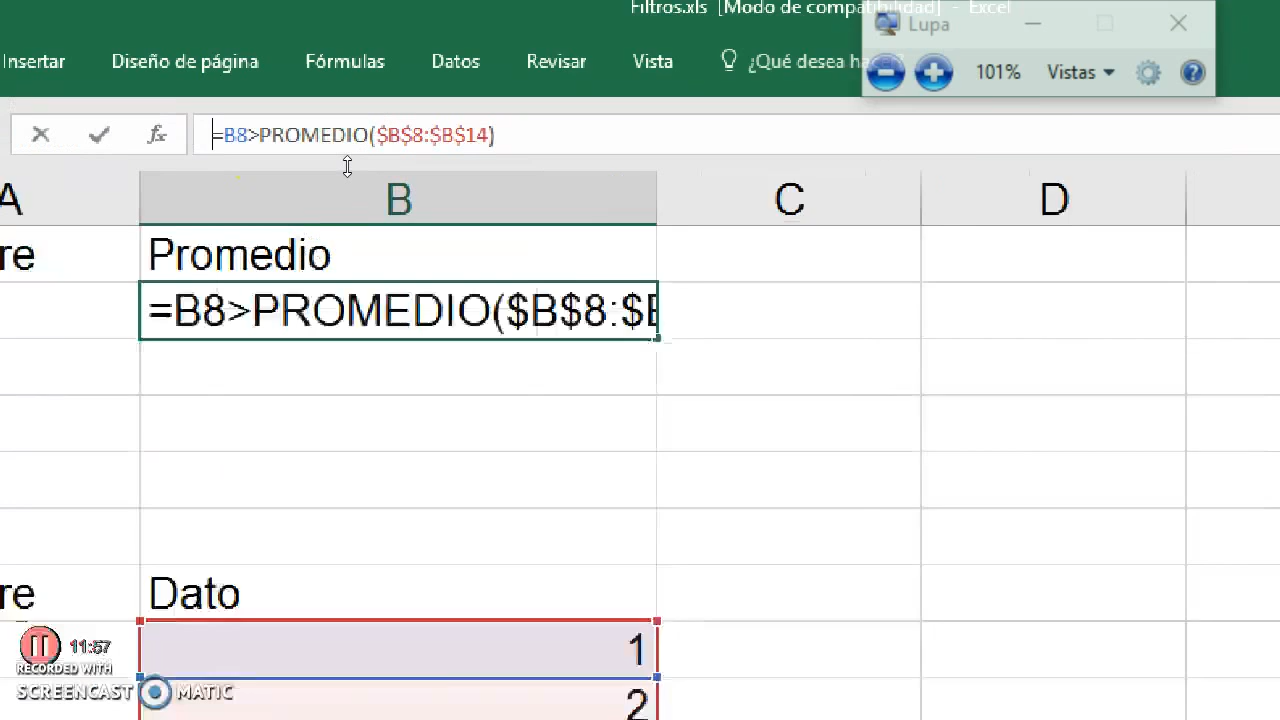 Filtros.xls [Modo de compatibilidad] - Excel
Lupa
Insertar Diseño de página Fórmulas Datos Revisar Vista ¿Qué desea hacer?
101% Vistas
fx =B8>PROMEDIO($B$8:$B$14)
A B C D
re Promedio
=B8>PROMEDIO($B$8:$B
re Dato
1
2
11:57
RECORDED WITH
SCREENCAST MATIC